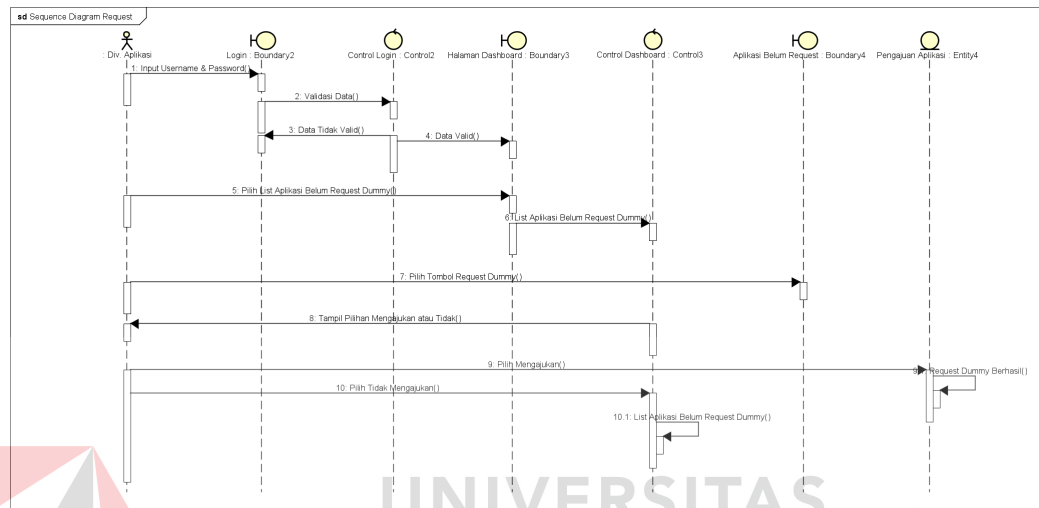 sd Sequence Diagram Request
: Div. Aplikasi
Login : Boundary2
Control Login : Control2
Halaman Dashboard : Boundary3
Control Dashboard : Control3
Aplikasi Belum Request : Boundary4
Pengajuan Aplikasi : Entity4
1: Input Username & Password()
2: Validasi Data()
3: Data Tidak Valid()
4: Data Valid()
5: Pilih List Aplikasi Belum Request Dummy()
6: List Aplikasi Belum Request Dummy()
7: Pilih Tombol Request Dummy()
8: Tampil Pilihan Mengajukan atau Tidak()
9: Pilih Mengajukan()
Request Dummy Berhasil()
10: Pilih Tidak Mengajukan()
10.1: List Aplikasi Belum Request Dummy()
UNIVERSITAS